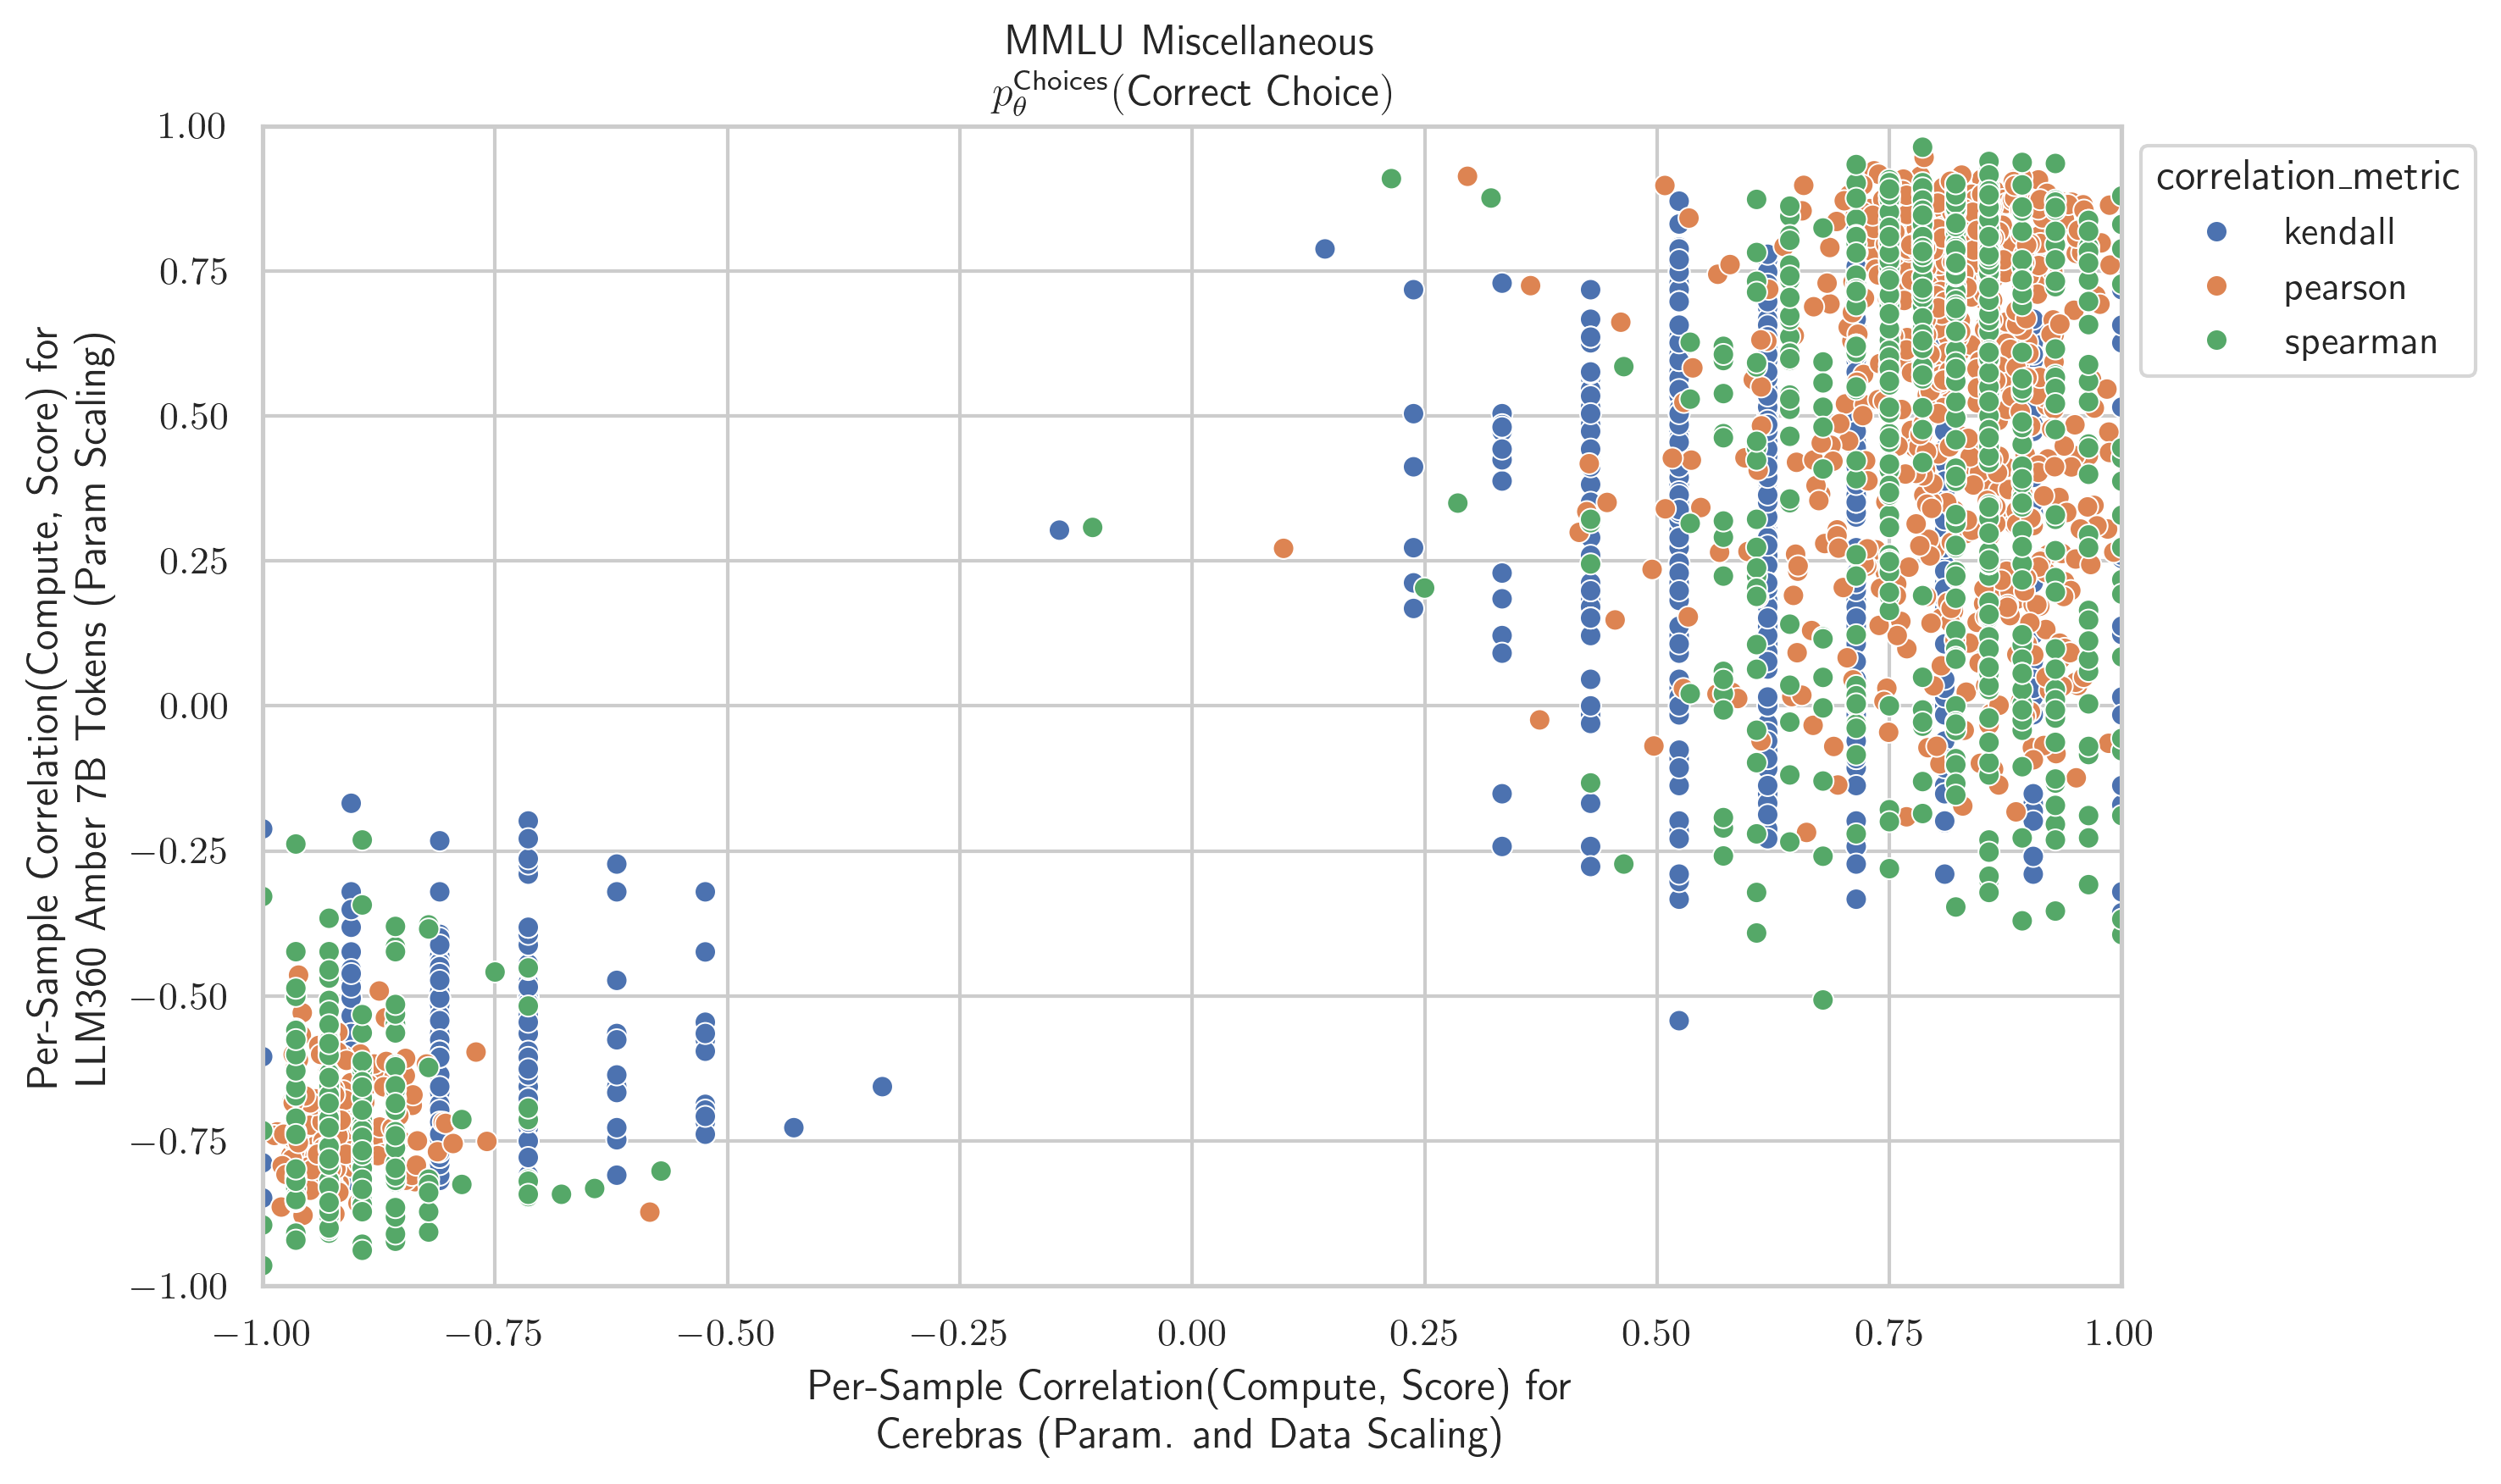 MMLU Miscellaneous
p_θ^Choices(Correct Choice)
1.00
0.75
0.50
0.25
0.00
−0.25
−0.50
−0.75
−1.00
Per-Sample Correlation(Compute, Score) for
LLM360 Amber 7B Tokens (Param Scaling)
correlation_metric
kendall
pearson
spearman
−1.00 −0.75 −0.50 −0.25 0.00 0.25 0.50 0.75 1.00
Per-Sample Correlation(Compute, Score) for
Cerebras (Param. and Data Scaling)